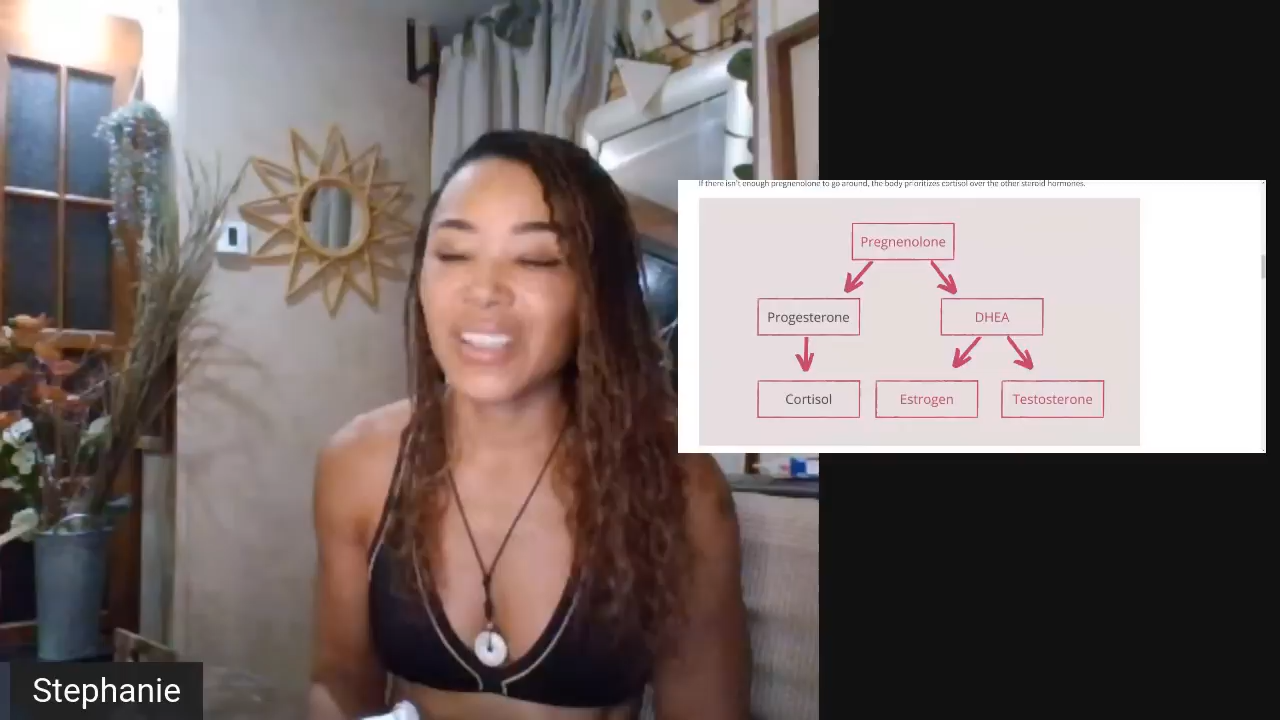 If there isn't enough pregnenolone to go around, the body prioritizes cortisol over the other steroid hormones.
Pregnenolone
Progesterone
DHEA
Cortisol
Estrogen
Testosterone
Stephanie